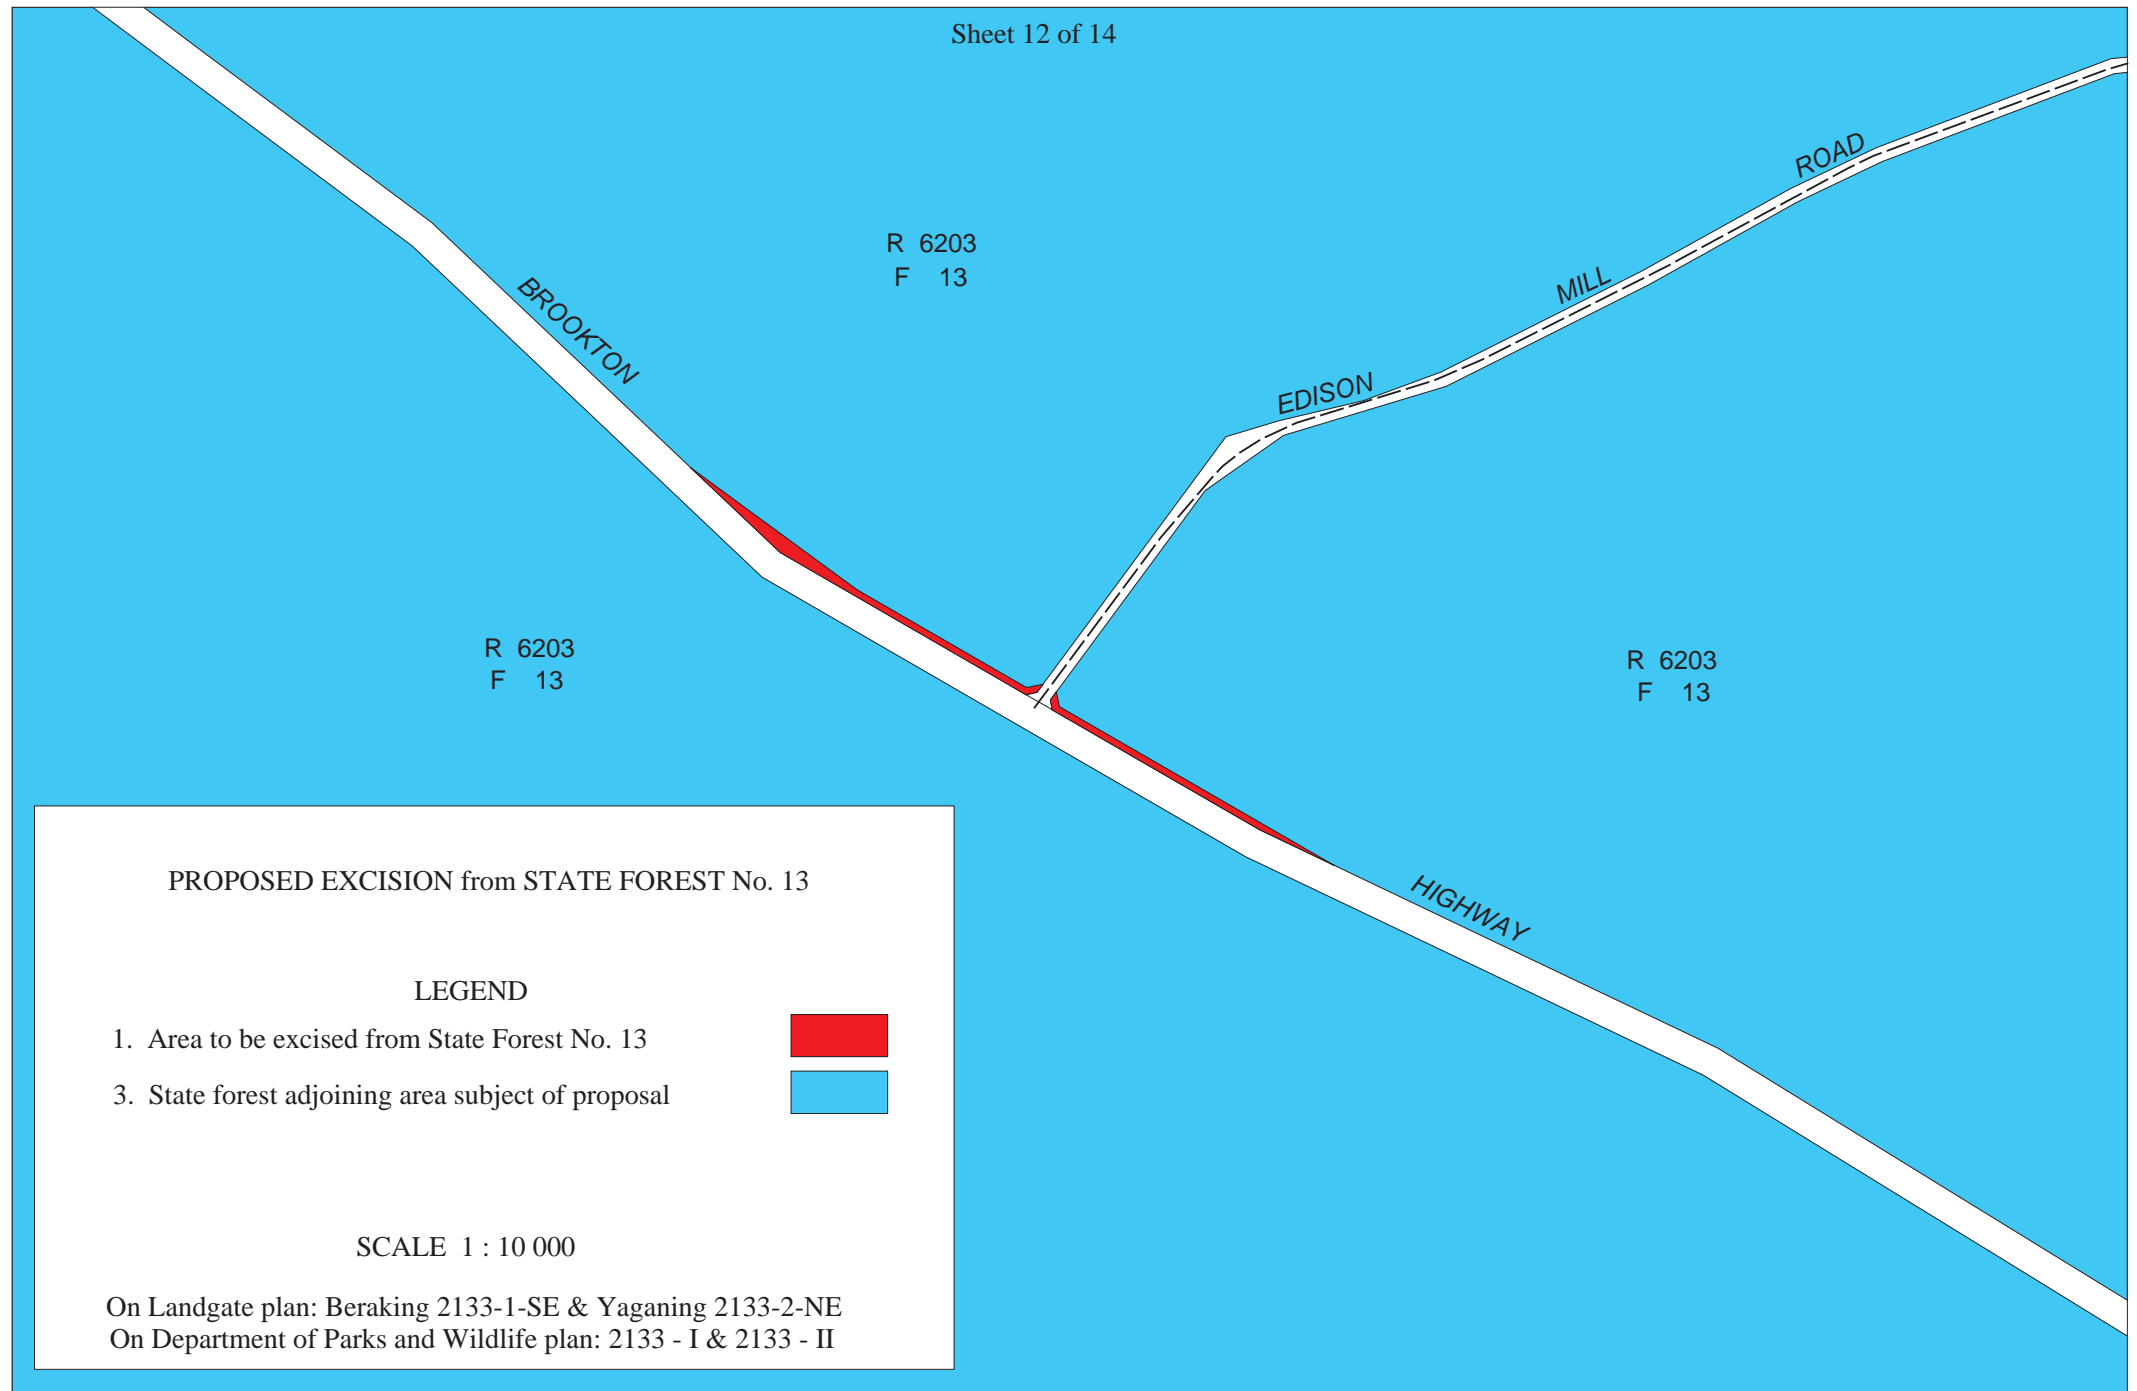 Sheet 12 of 14
ROAD
R 6203
F 13
MILL
BROOKTON
EDISON
R 6203
F 13
R 6203
F 13
HIGHWAY
PROPOSED EXCISION from STATE FOREST No. 13
LEGEND
1. Area to be excised from State Forest No. 13
3. State forest adjoining area subject of proposal
SCALE 1 : 10 000
On Landgate plan: Beraking 2133-1-SE & Yaganing 2133-2-NE
On Department of Parks and Wildlife plan: 2133 - I & 2133 - II